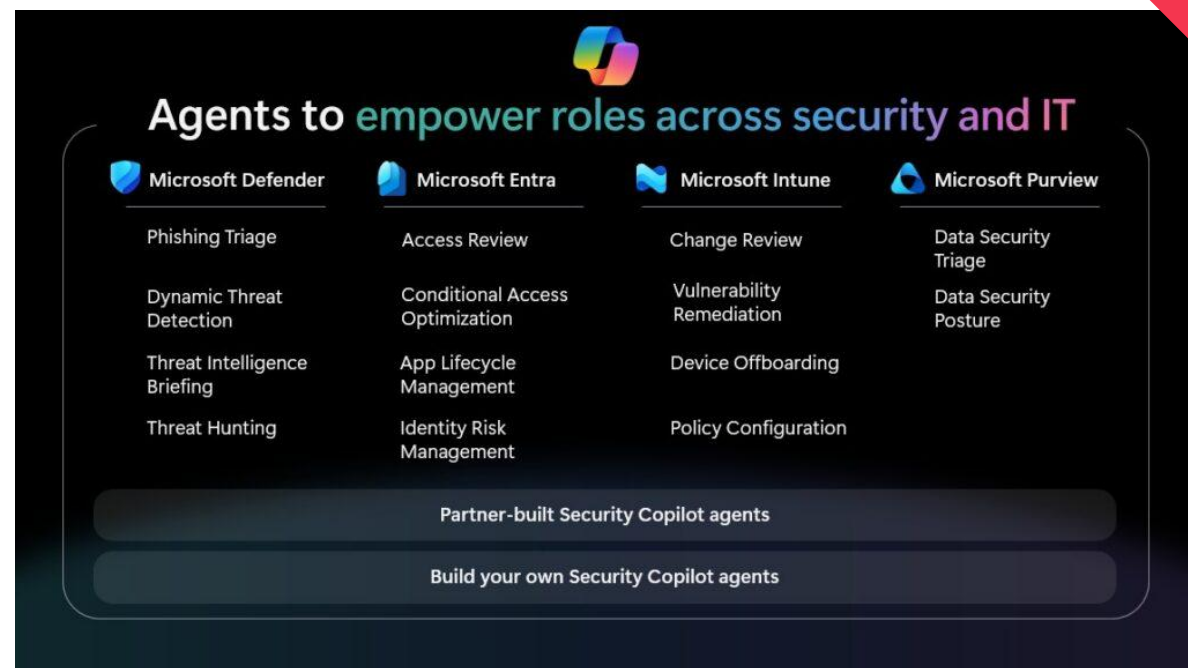 Agents to empower roles across security and IT
Microsoft Defender
Phishing Triage
Dynamic Threat
Detection
Threat Intelligence
Briefing
Threat Hunting
Microsoft Entra
Access Review
Conditional Access
Optimization
App Lifecycle
Management
Identity Risk
Management
Microsoft Intune
Change Review
Vulnerability
Remediation
Device Offboarding
Policy Configuration
Microsoft Purview
Data Security
Triage
Data Security
Posture
Partner-built Security Copilot agents
Build your own Security Copilot agents